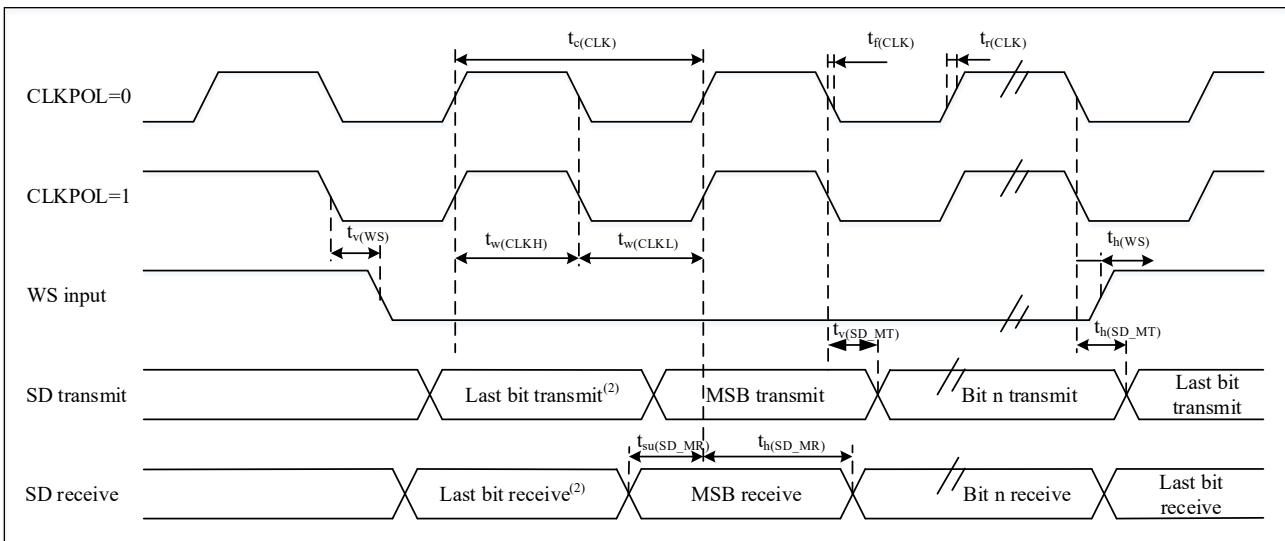 t_c(CLK)
t_f(CLK)
t_r(CLK)
CLKPOL=0
CLKPOL=1
t_v(WS)
t_w(CLKH)
t_w(CLKL)
t_h(WS)
WS input
t_v(SD_MT)
t_h(SD_MT)
SD transmit
Last bit transmit(2)
MSB transmit
Bit n transmit
Last bit
transmit
t_su(SD_MR)
t_h(SD_MR)
SD receive
Last bit receive(2)
MSB receive
Bit n receive
Last bit
receive